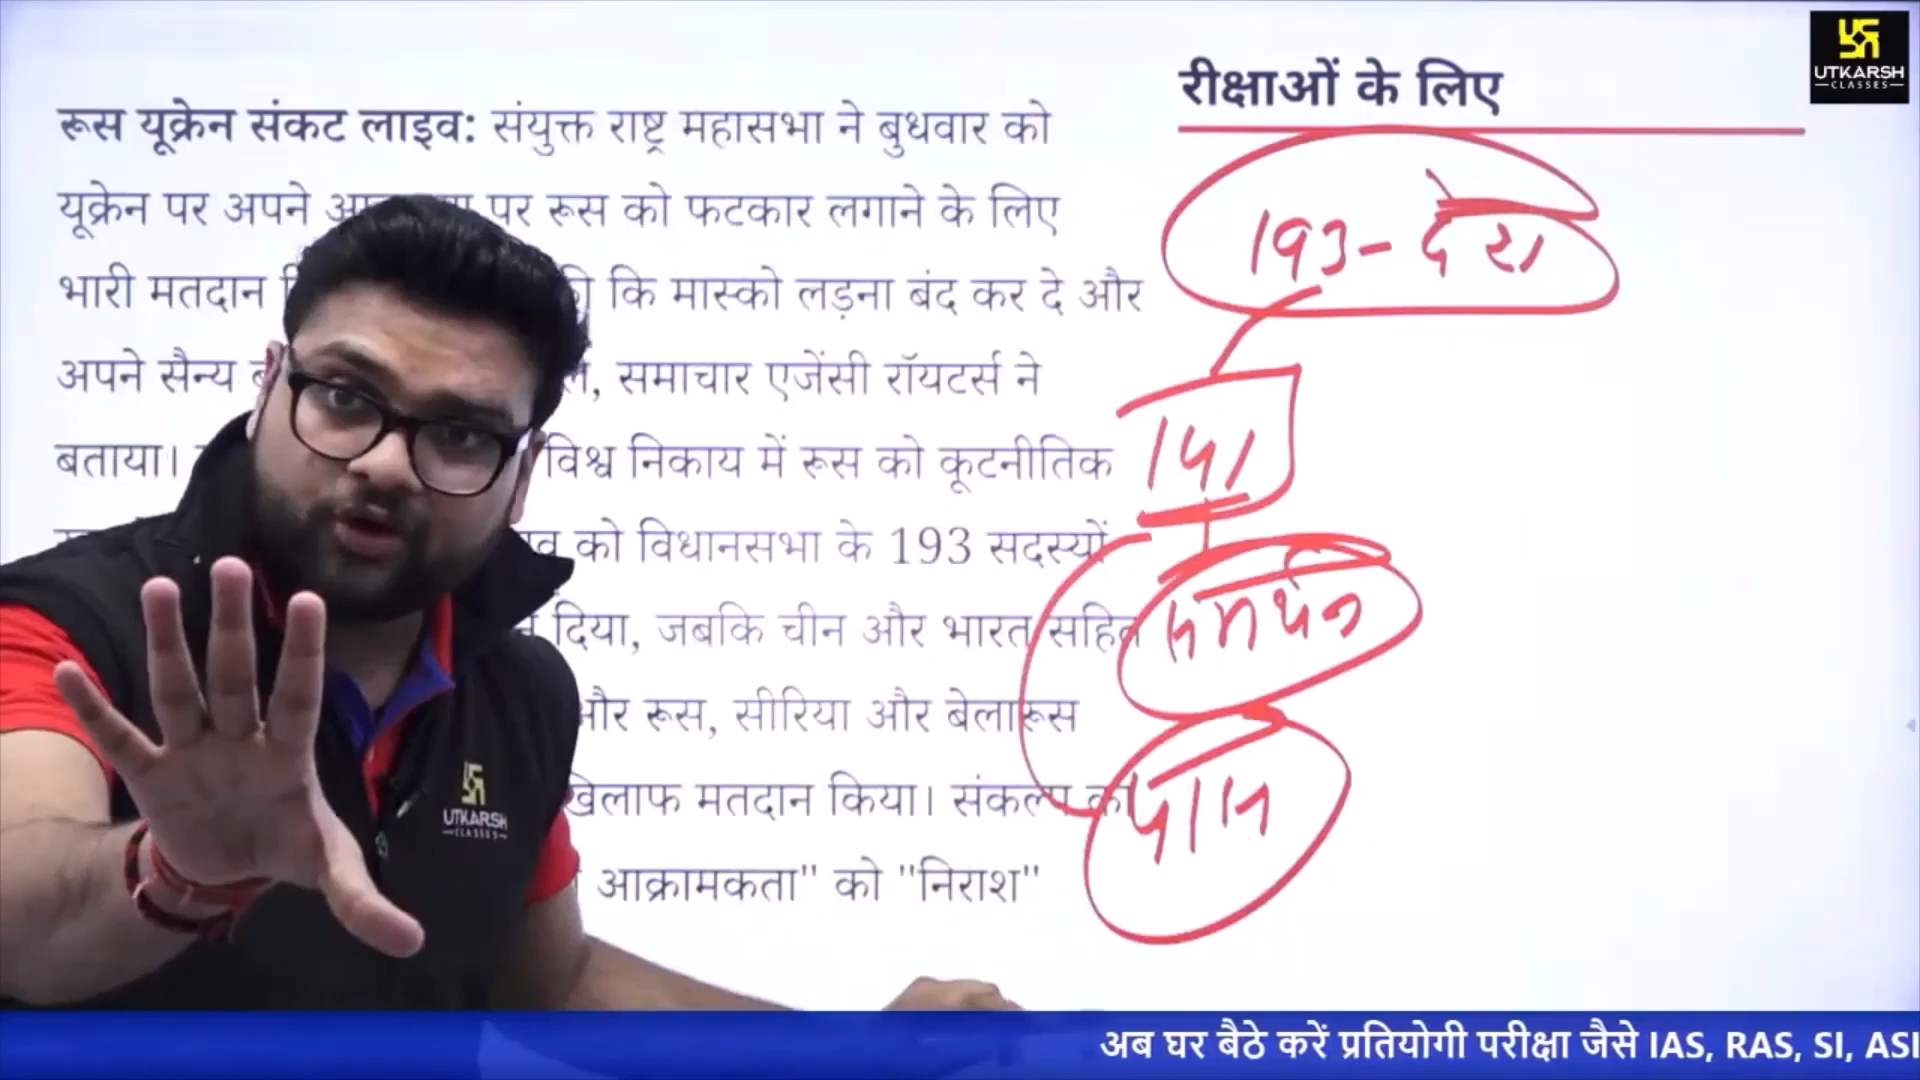 UTKARSH
CLASSES
रीक्षाओं के लिए
रूस यूक्रेन संकट लाइव: संयुक्त राष्ट्र महासभा ने बुधवार को
यूक्रेन पर अपने पर रूस को फटकार लगाने के लिए
भारी मतदान कि मास्को लड़ना बंद कर दे और
अपने सैन्य समाचार एजेंसी रॉयटर्स ने
बताया। विश्व निकाय में रूस को कूटनीतिक
को विधानसभा के 193 सदस्यों
दिया, जबकि चीन और भारत सहित
और रूस, सीरिया और बेलारूस
खिलाफ मतदान किया। संकल्प का
आक्रामकता" को "निराश"
193- देश
141
समर्थन
पास
UTKARSH
CLASSES
अब घर बैठे करें प्रतियोगी परीक्षा जैसे IAS, RAS, SI, ASI